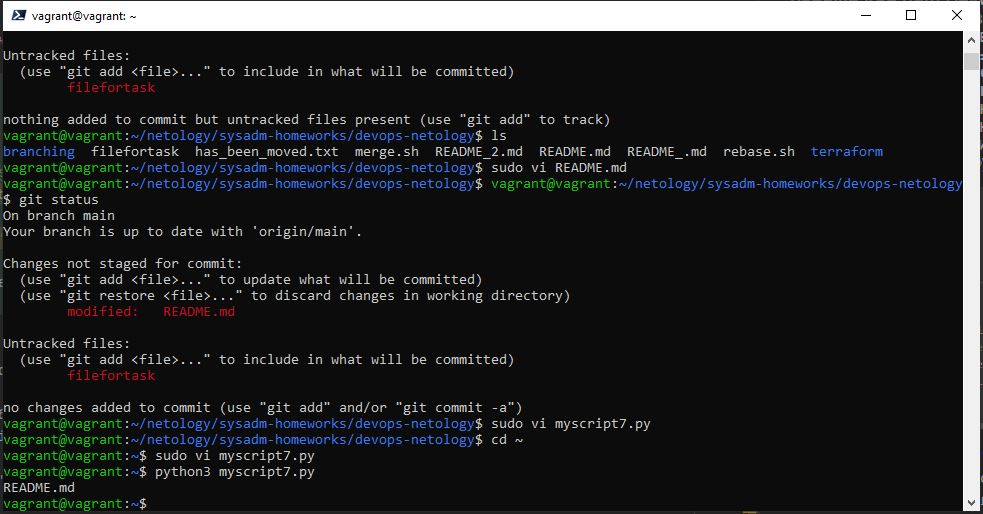 vagrant@vagrant: ~
Untracked files:
  (use "git add <file>..." to include in what will be committed)
        filefortask
nothing added to commit but untracked files present (use "git add" to track)
vagrant@vagrant:~/netology/sysadm-homeworks/devops-netology$ ls
branching  filefortask  has_been_moved.txt  merge.sh  README_2.md  README.md  README_.md  rebase.sh  terraform
vagrant@vagrant:~/netology/sysadm-homeworks/devops-netology$ sudo vi README.md
vagrant@vagrant:~/netology/sysadm-homeworks/devops-netology$ vagrant@vagrant:~/netology/sysadm-homeworks/devops-netology
$ git status
On branch main
Your branch is up to date with 'origin/main'.
Changes not staged for commit:
  (use "git add <file>..." to update what will be committed)
  (use "git restore <file>..." to discard changes in working directory)
        modified:   README.md
Untracked files:
  (use "git add <file>..." to include in what will be committed)
        filefortask
no changes added to commit (use "git add" and/or "git commit -a")
vagrant@vagrant:~/netology/sysadm-homeworks/devops-netology$ sudo vi myscript7.py
vagrant@vagrant:~/netology/sysadm-homeworks/devops-netology$ cd ~
vagrant@vagrant:~$ sudo vi myscript7.py
vagrant@vagrant:~$ python3 myscript7.py
README.md
vagrant@vagrant:~$